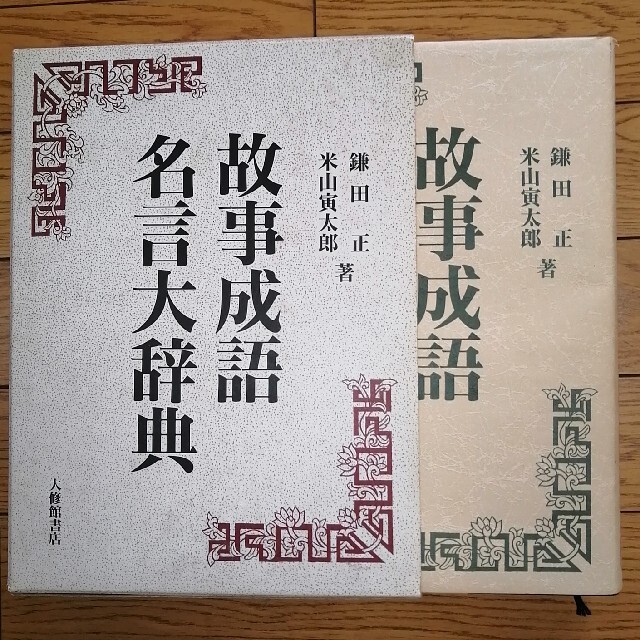 鎌田正
米山寅太郎 著
故事成語
名言大辞典
大修館書店
鎌田正
米山寅太郎 著
故事成語